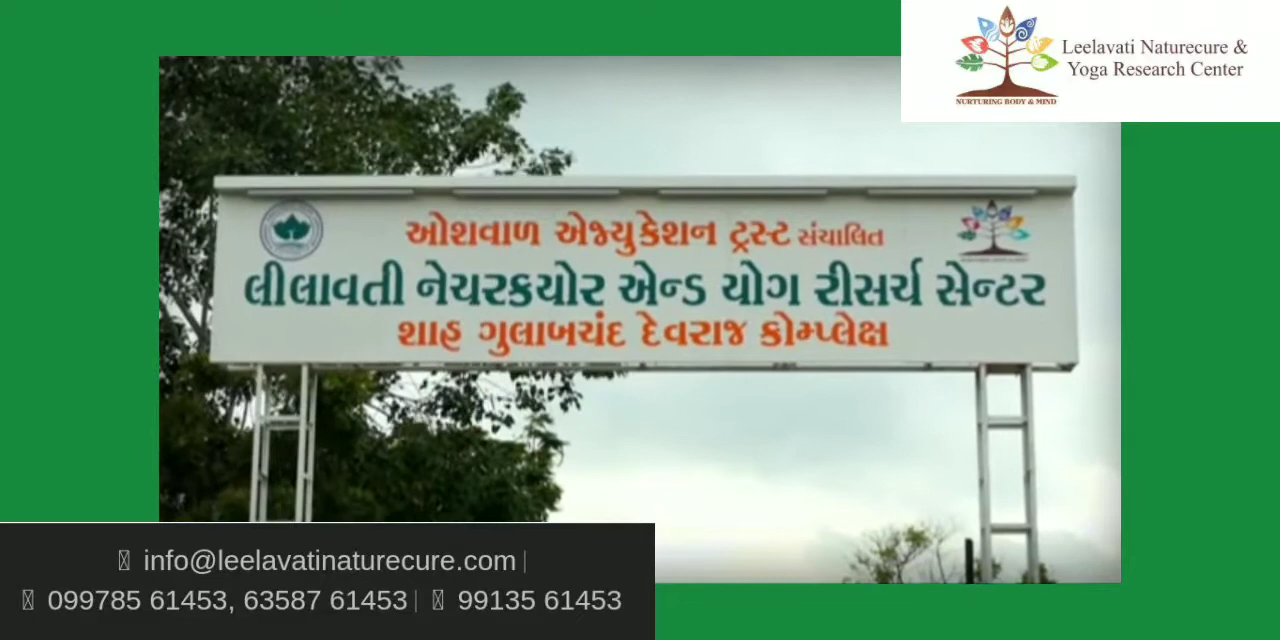 Leelavati Naturecure &
Yoga Research Center
NURTURING BODY & MIND
ઓશવાળ એજ્યુકેશન ટ્રસ્ટ સંચાલિત
લીલાવતી નેચરકયોર એન્ડ યોગ રીસર્ચ સેન્ટર
શાહ ગુલાબચંદ દેવરાજ કોમ્પ્લેક્ષ
info@leelavatinaturecure.com |
099785 61453, 63587 61453 | 99135 61453